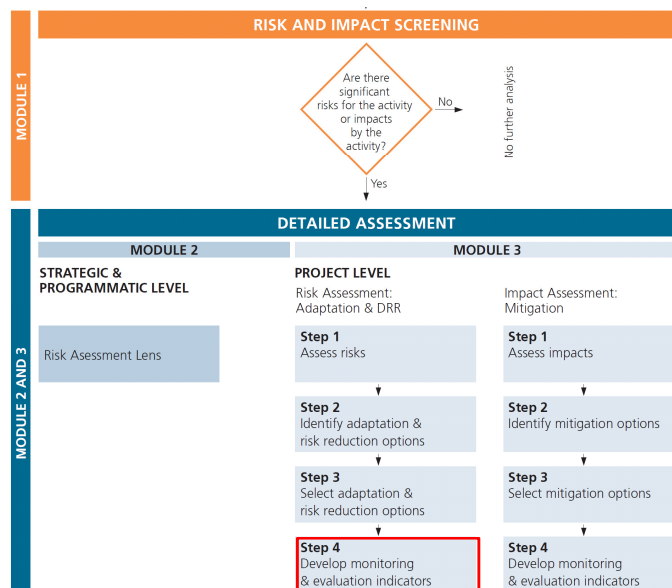 RISK AND IMPACT SCREENING
MODULE 1
Are there
significant
risks for the activity
or impacts
by the
activity?
No
No further analysis
Yes
DETAILED ASSESSMENT
MODULE 2 AND 3
MODULE 2
MODULE 3
STRATEGIC &
PROGRAMMATIC LEVEL
Risk Asessment Lens
PROJECT LEVEL
Risk Assessment:
Adaptation & DRR
Impact Assessment:
Mitigation
Step 1
Assess risks
Step 1
Assess impacts
Step 2
Identify adaptation &
risk reduction options
Step 2
Identify mitigation options
Step 3
Select adaptation &
risk reduction options
Step 3
Select mitigation options
Step 4
Develop monitoring
& evaluation indicators
Step 4
Develop monitoring
& evaluation indicators